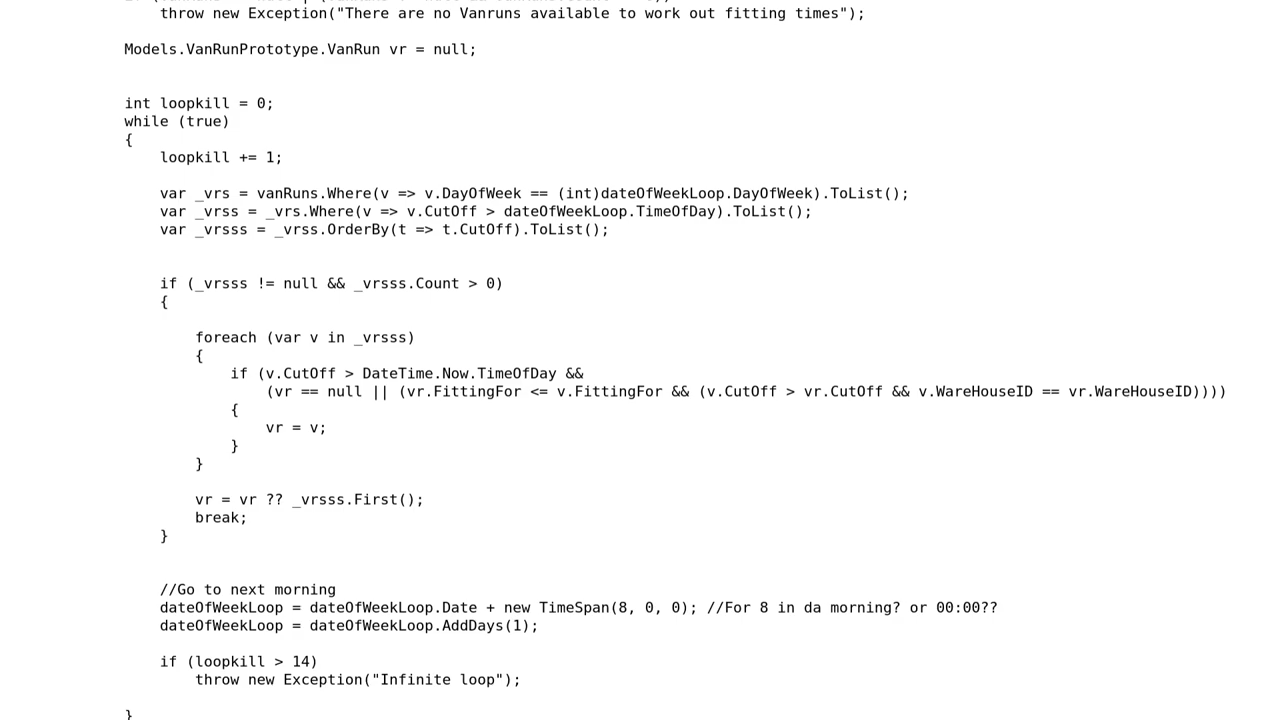 throw new Exception("There are no Vanruns available to work out fitting times");
Models.VanRunPrototype.VanRun vr = null;
int loopkill = 0;
while (true)
{
loopkill += 1;
var _vrs = vanRuns.Where(v => v.DayOfWeek == (int)dateOfWeekLoop.DayOfWeek).ToList();
var _vrss = _vrs.Where(v => v.CutOff > dateOfWeekLoop.TimeOfDay).ToList();
var _vrsss = _vrss.OrderBy(t => t.CutOff).ToList();
if (_vrsss != null && _vrsss.Count > 0)
{
foreach (var v in _vrsss)
{
if (v.CutOff > DateTime.Now.TimeOfDay &&
(vr == null || (vr.FittingFor <= v.FittingFor && (v.CutOff > vr.CutOff && v.WareHouseID == vr.WareHouseID))))
{
vr = v;
}
}
vr = vr ?? _vrsss.First();
break;
}
//Go to next morning
dateOfWeekLoop = dateOfWeekLoop.Date + new TimeSpan(8, 0, 0); //For 8 in da morning? or 00:00??
dateOfWeekLoop = dateOfWeekLoop.AddDays(1);
if (loopkill > 14)
throw new Exception("Infinite loop");
}